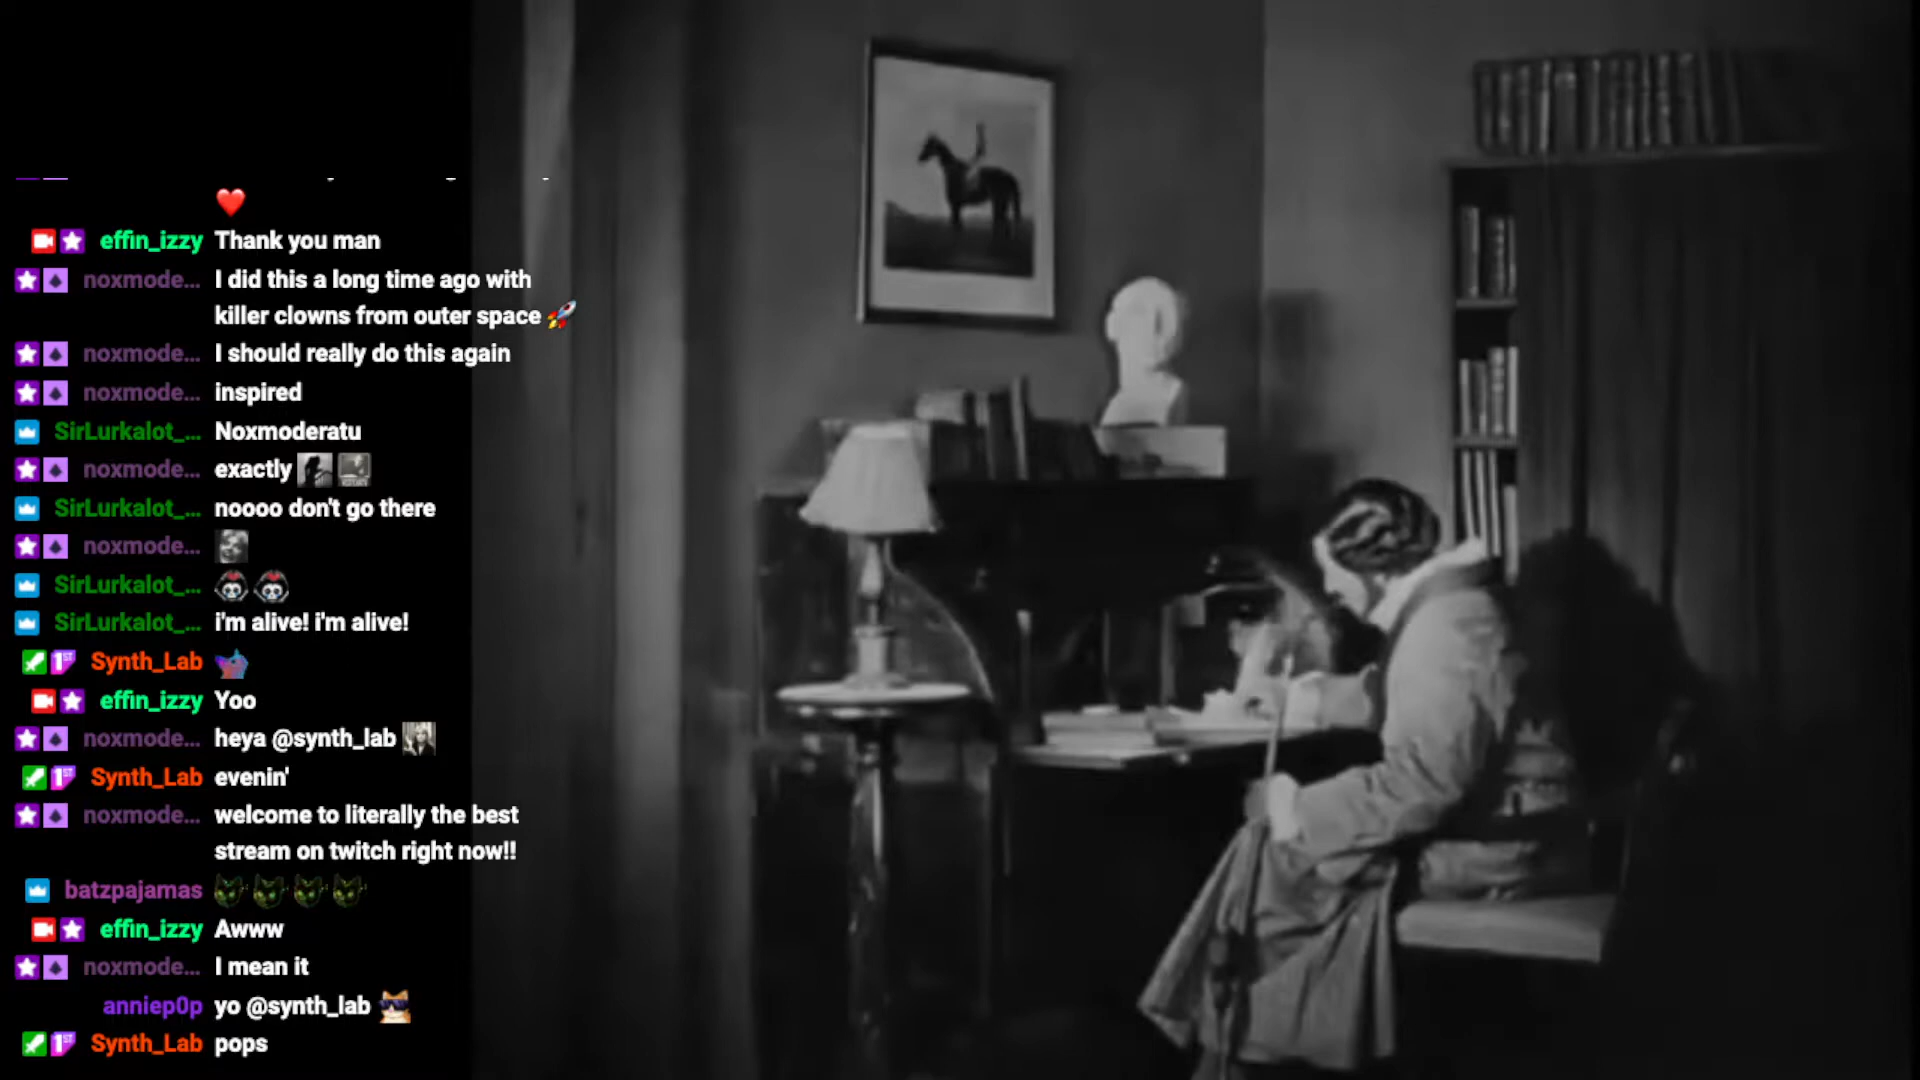 effin_izzy Thank you man
noxmode... I did this a long time ago with
killer clowns from outer space
noxmode... I should really do this again
noxmode... inspired
SirLurkalot_... Noxmoderatu
noxmode... exactly
SirLurkalot_... noooo don't go there
noxmode...
SirLurkalot_...
SirLurkalot_... i'm alive! i'm alive!
Synth_Lab
effin_izzy Yoo
noxmode... heya @synth_lab
Synth_Lab evenin'
noxmode... welcome to literally the best
stream on twitch right now!!
batzpajamas
effin_izzy Awww
noxmode... I mean it
anniep0p yo @synth_lab
Synth_Lab pops